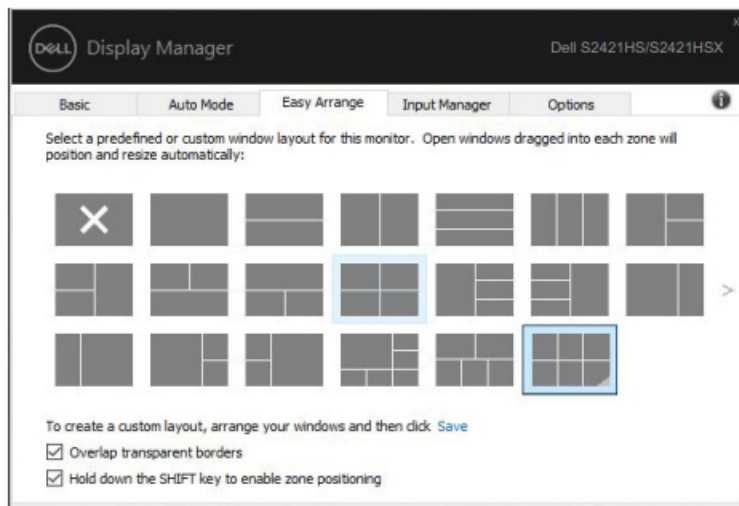 x
DELL Display Manager Dell S2421HS/S2421HSX
Basic Auto Mode Easy Arrange Input Manager Options i
Select a predefined or custom window layout for this monitor. Open windows dragged into each zone will
position and resize automatically:
>
To create a custom layout, arrange your windows and then click Save
Overlap transparent borders
Hold down the SHIFT key to enable zone positioning